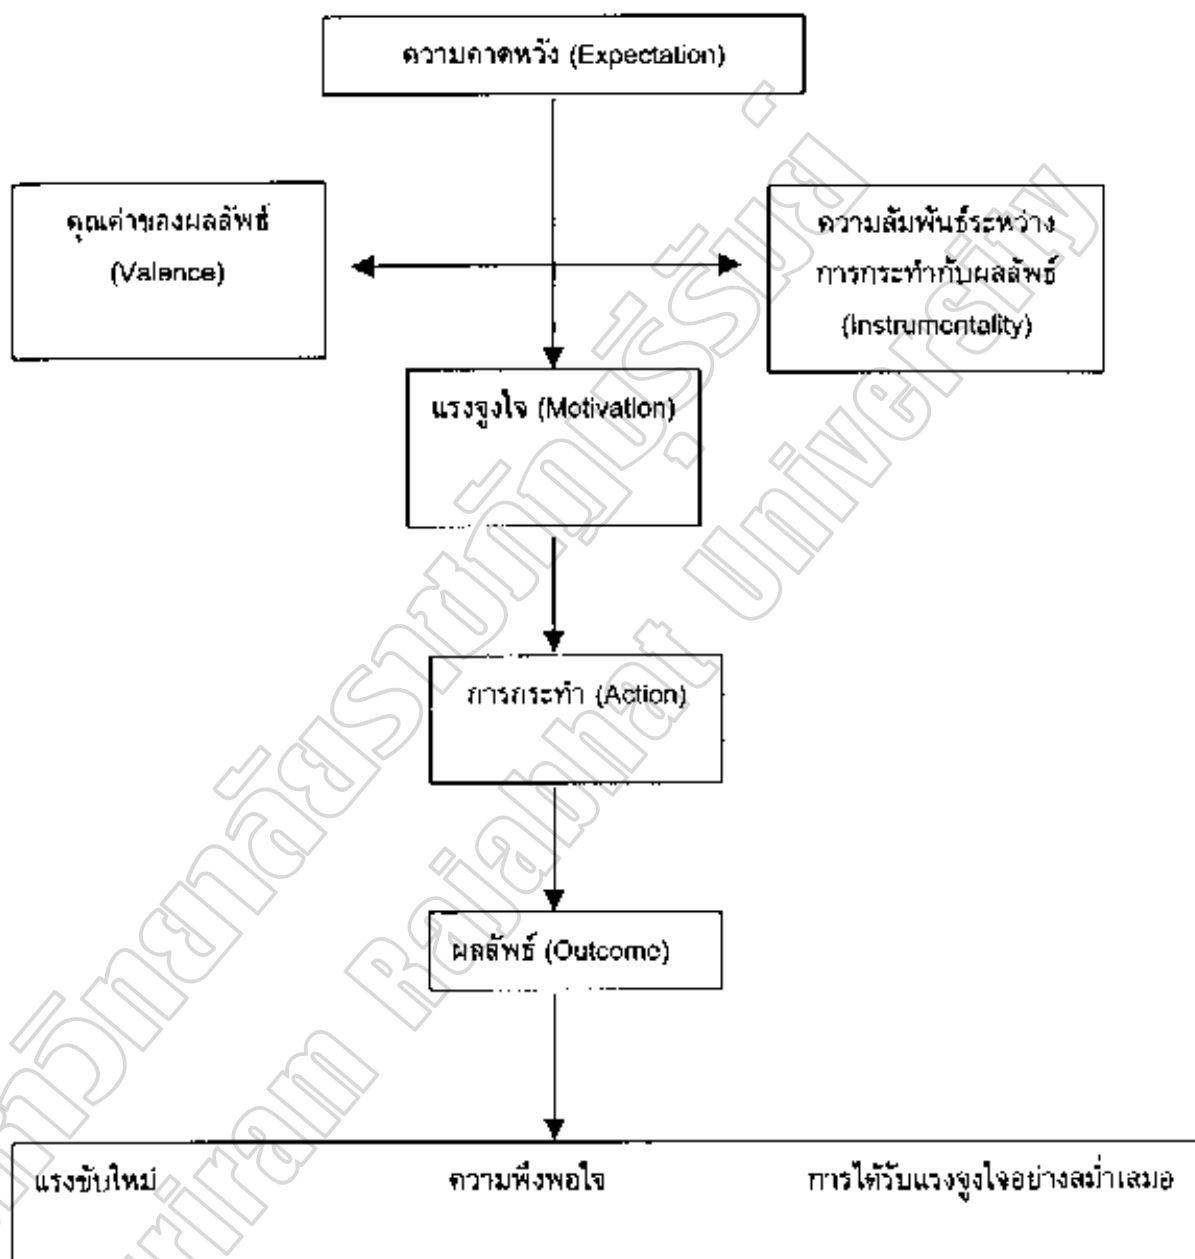 ความคาดหวัง (Expectation)
คุณค่าของผลลัพธ์
(Valence)
ความสัมพันธ์ระหว่าง
การกระทำกับผลลัพธ์
(Instrumentality)
แรงจูงใจ (Motivation)
การกระทำ (Action)
ผลลัพธ์ (Outcome)
แรงขับใหม่ ความพึงพอใจ การได้รับแรงจูงใจอย่างสม่ำเสมอ
Rajabhat University